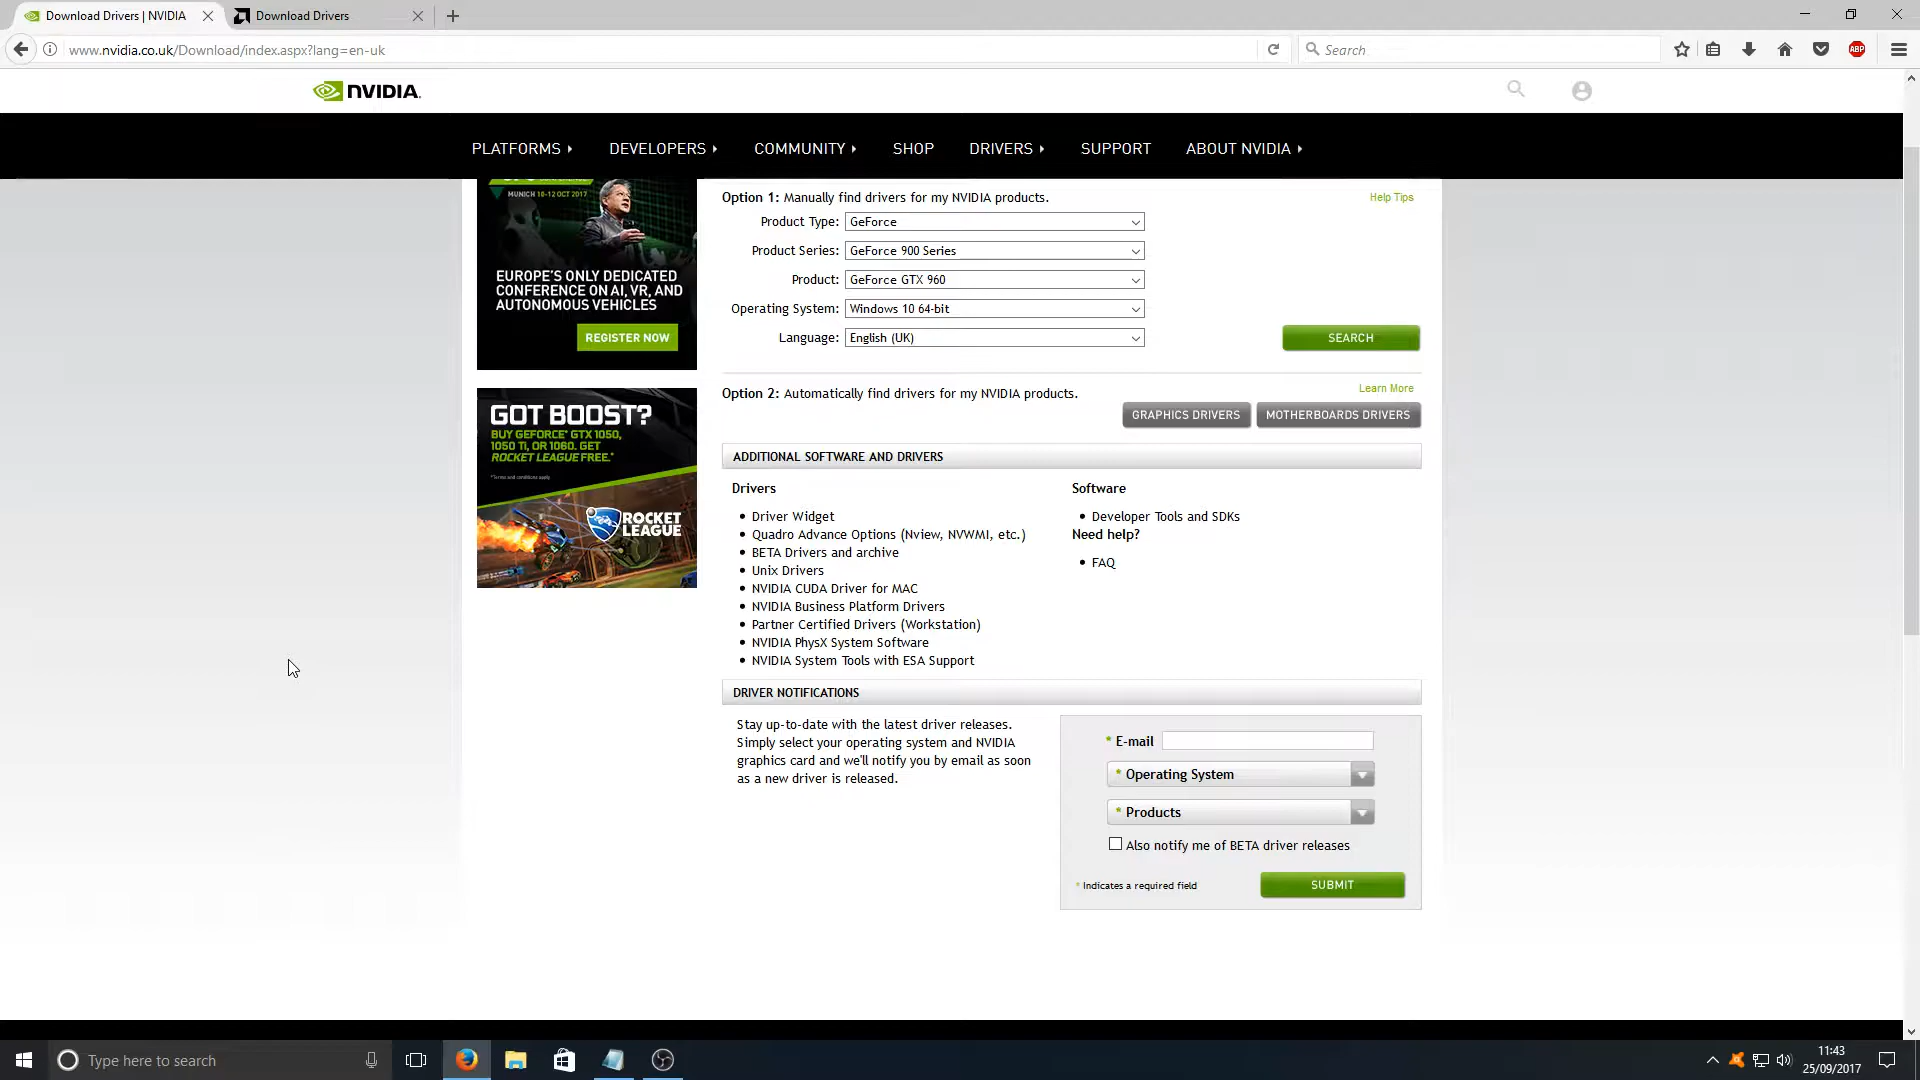 Download Drivers | NVIDIA
Download Drivers
www.nvidia.co.uk/Download/index.aspx?lang=en-uk
Search
ABP
NVIDIA.
PLATFORMS
DEVELOPERS
COMMUNITY
SHOP
DRIVERS
SUPPORT
ABOUT NVIDIA
MUNICH 10-12 OCT 2017
EUROPE'S ONLY DEDICATED
CONFERENCE ON AI, VR, AND
AUTONOMOUS VEHICLES
REGISTER NOW
GOT BOOST?
BUY GEFORCE® GTX 1050,
1050 Ti, OR 1060. GET
ROCKET LEAGUE FREE.*
*Terms and conditions apply
ROCKET
LEAGUE
Option 1: Manually find drivers for my NVIDIA products.
Help Tips
Product Type: GeForce
Product Series: GeForce 900 Series
Product: GeForce GTX 960
Operating System: Windows 10 64-bit
Language: English (UK)
SEARCH
Option 2: Automatically find drivers for my NVIDIA products.
Learn More
GRAPHICS DRIVERS
MOTHERBOARDS DRIVERS
ADDITIONAL SOFTWARE AND DRIVERS
Drivers
• Driver Widget
• Quadro Advance Options (Nview, NVWMI, etc.)
• BETA Drivers and archive
• Unix Drivers
• NVIDIA CUDA Driver for MAC
• NVIDIA Business Platform Drivers
• Partner Certified Drivers (Workstation)
• NVIDIA PhysX System Software
• NVIDIA System Tools with ESA Support
Software
• Developer Tools and SDKs
Need help?
• FAQ
DRIVER NOTIFICATIONS
Stay up-to-date with the latest driver releases.
Simply select your operating system and NVIDIA
graphics card and we'll notify you by email as soon
as a new driver is released.
* E-mail
* Operating System
* Products
Also notify me of BETA driver releases
* Indicates a required field
SUBMIT
Type here to search
11:43
25/09/2017